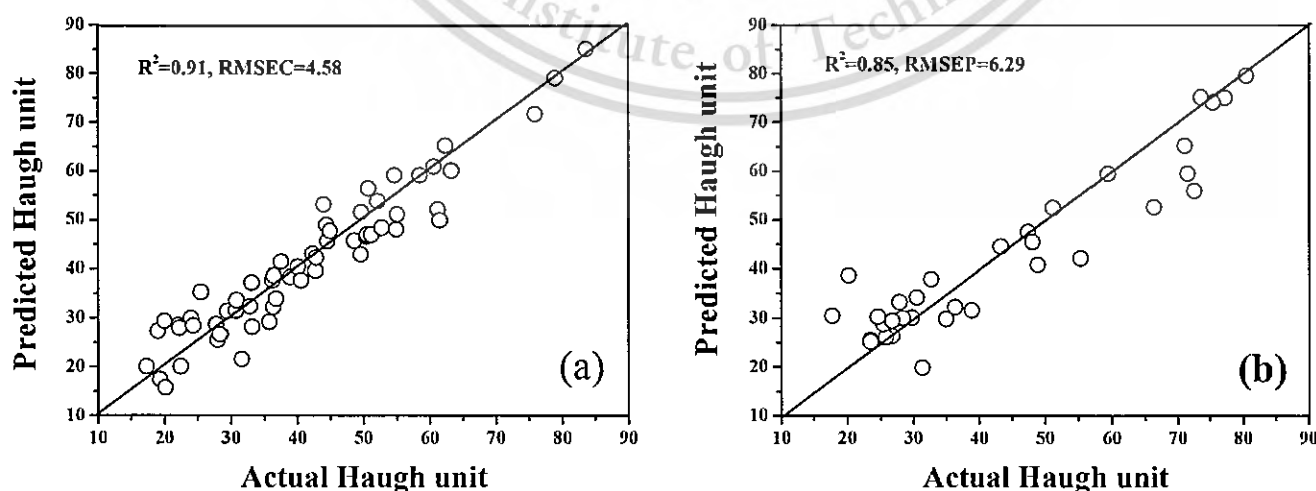 Institute of Techn
90
80
70
60
50
40
30
20
10
Predicted Haugh unit
R²=0.91, RMSEC=4.58
(a)
10 20 30 40 50 60 70 80 90
Actual Haugh unit
90
80
70
60
50
40
30
20
10
Predicted Haugh unit
R²=0.85, RMSEP=6.29
(b)
10 20 30 40 50 60 70 80 90
Actual Haugh unit